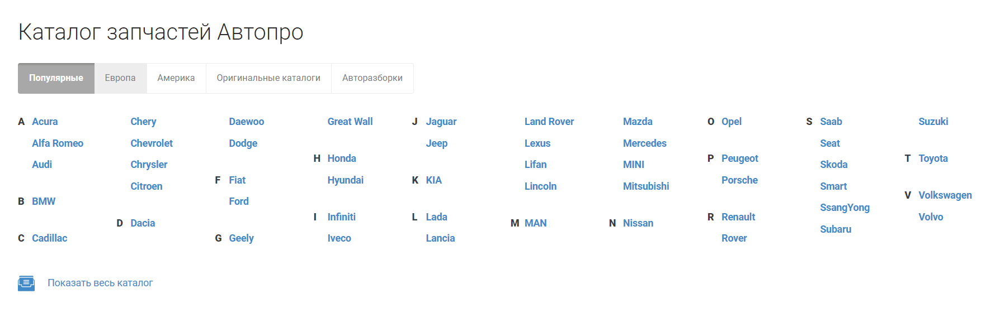 Каталог запчастей Автопро
Популярные Европа Америка Оригинальные каталоги Авторазборки
A Acura
Alfa Romeo
Audi
B BMW
C Cadillac
Chery
Chevrolet
Chrysler
Citroen
D Dacia
Daewoo
Dodge
F Fiat
Ford
G Geely
Great Wall
H Honda
Hyundai
I Infiniti
Iveco
J Jaguar
Jeep
K KIA
L Lada
Lancia
Land Rover
Lexus
Lifan
Lincoln
M MAN
Mazda
Mercedes
MINI
Mitsubishi
N Nissan
O Opel
P Peugeot
Porsche
R Renault
Rover
S Saab
Seat
Skoda
Smart
SsangYong
Subaru
Suzuki
T Toyota
V Volkswagen
Volvo
Показать весь каталог